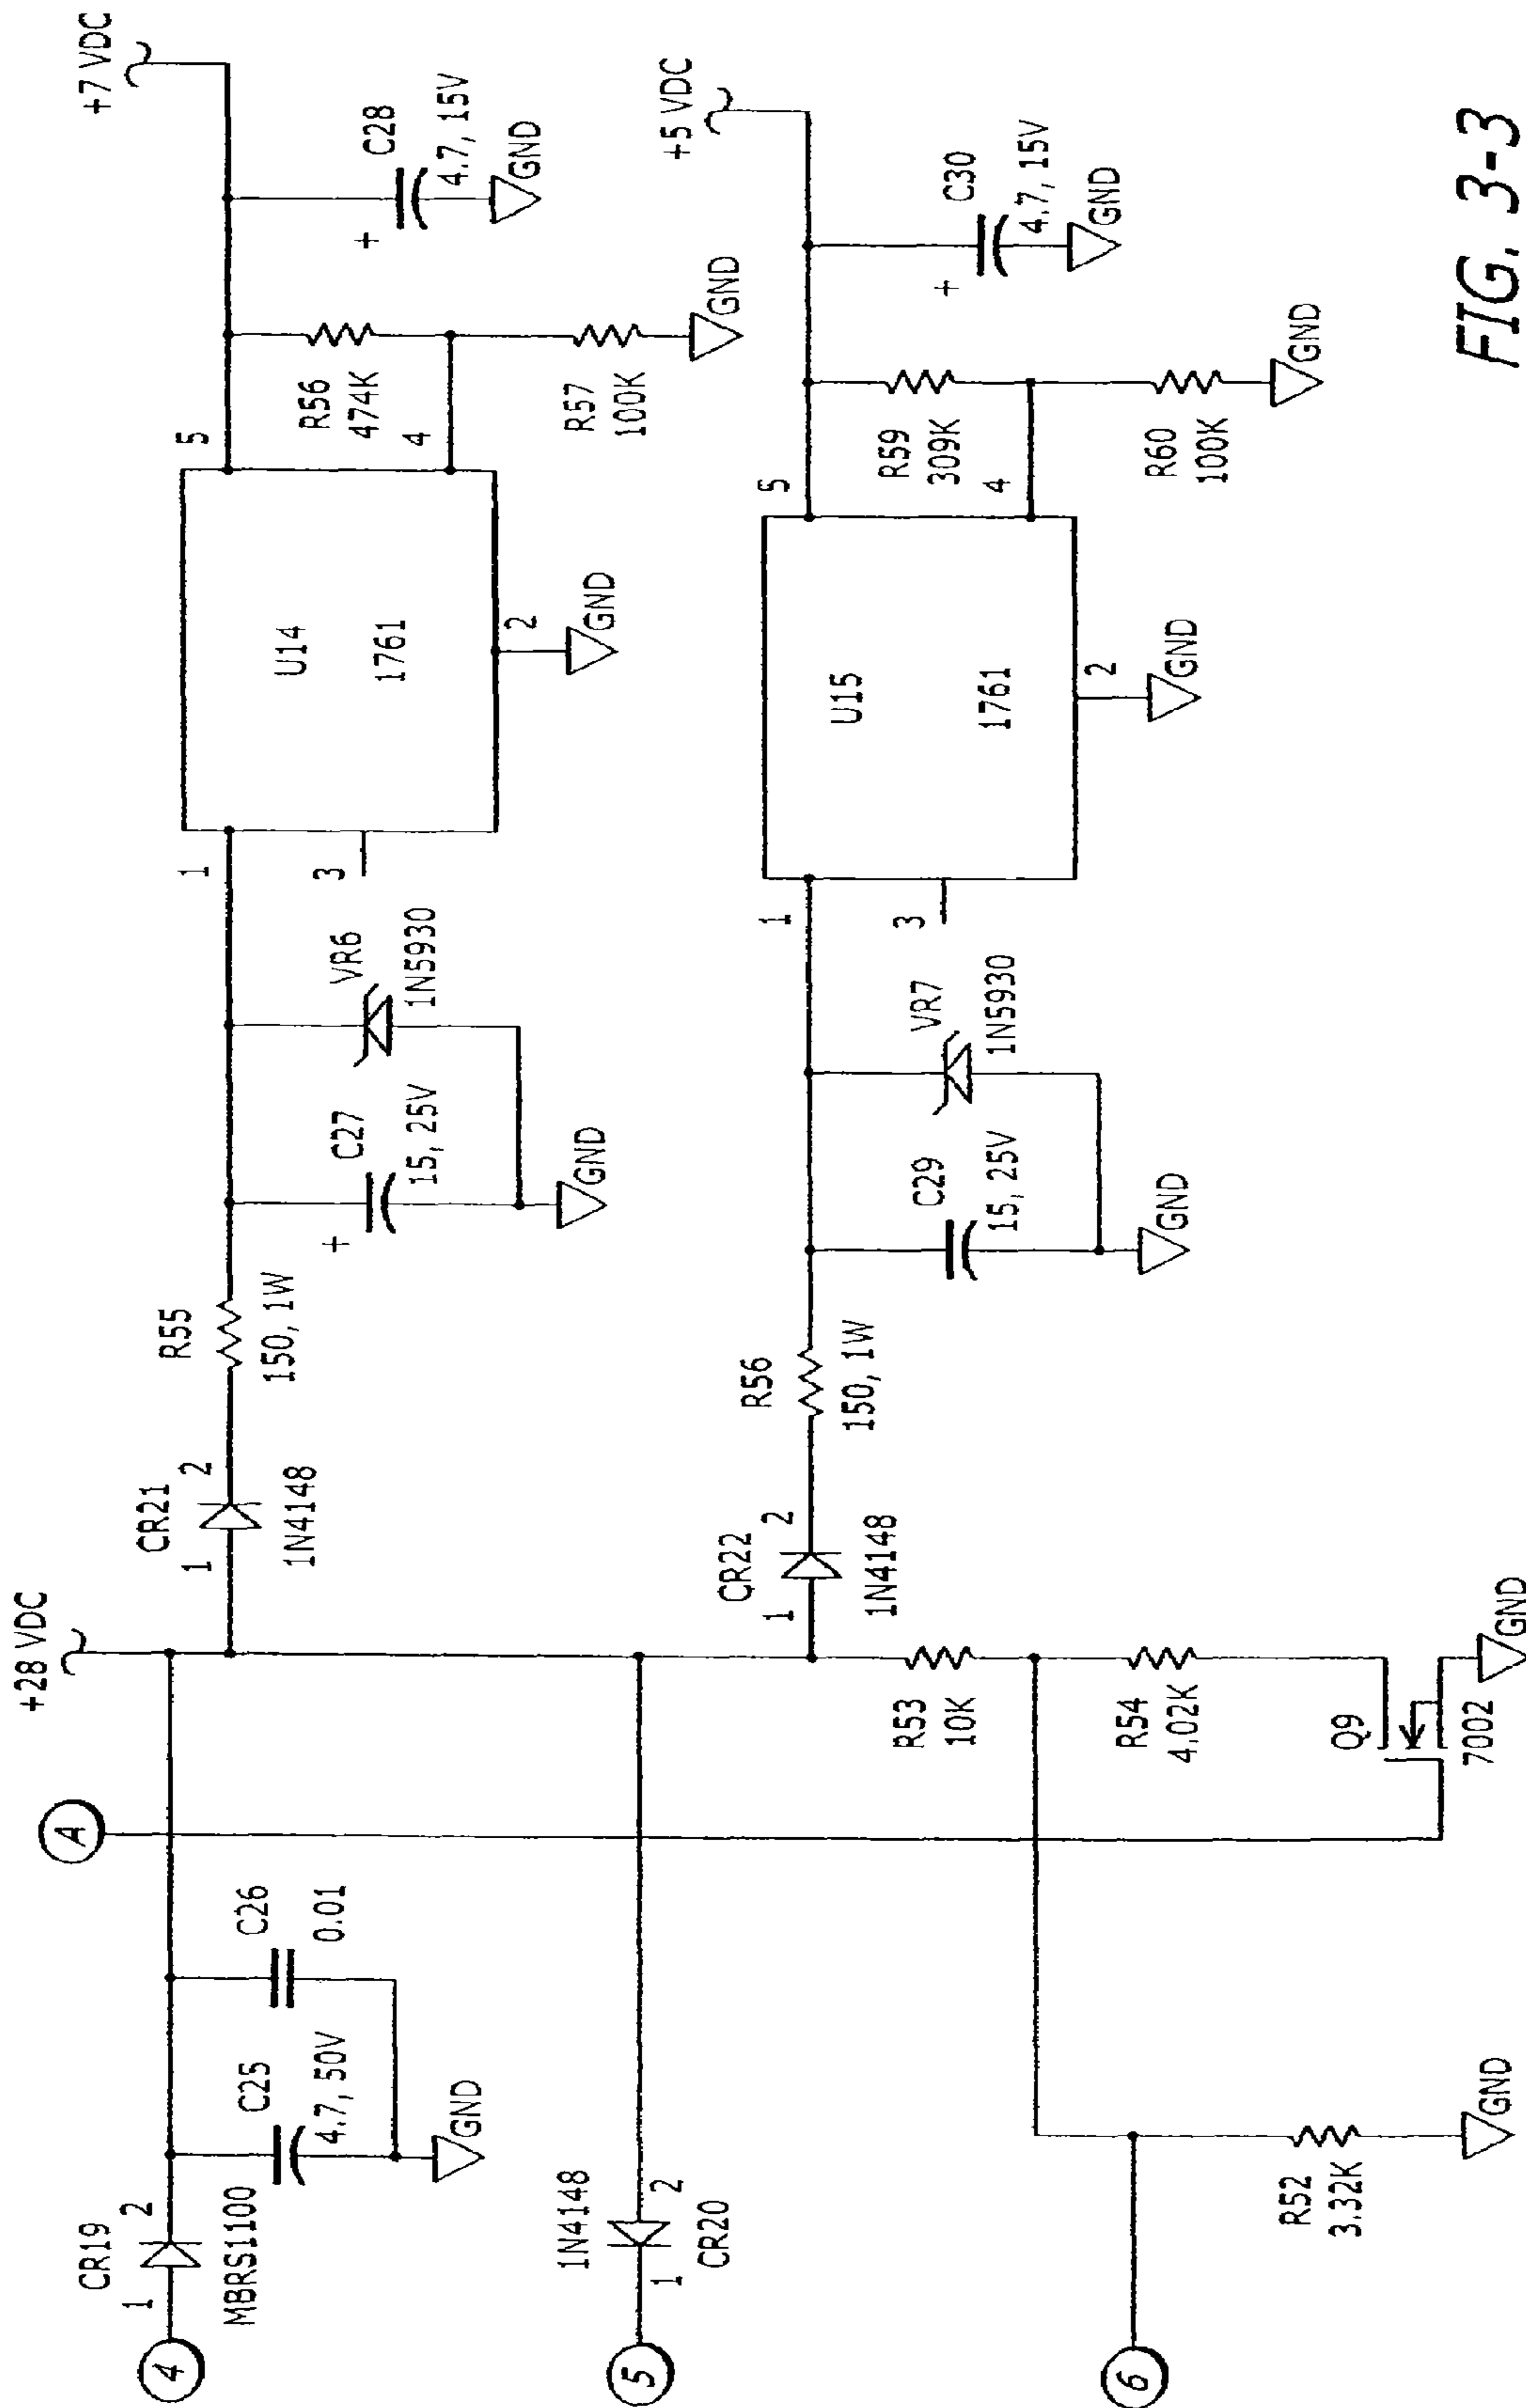 +28 VDC
A
4
1
CR19
2
MBRS1100
C25
4.7, 50V
GND
C26
0.01
5
1N4148
1
2
CR20
6
R52
3.32K
GND
R53
10K
R54
4.02K
Q9
7002
GND
CR21
1
2
1N4148
R55
150, 1W
+
C27
15, 25V
GND
VR6
1N5930
1
3
U14
1761
2
GND
5
4
R56
474K
R57
100K
GND
+
C28
4.7, 15V
GND
+7 VDC
CR22
1
2
1N4148
R56
150, 1W
C29
15, 25V
GND
VR7
1N5930
1
3
U15
1761
2
GND
5
4
R59
309K
R60
100K
GND
+
C30
4.7, 15V
GND
+5 VDC
FIG. 3-3